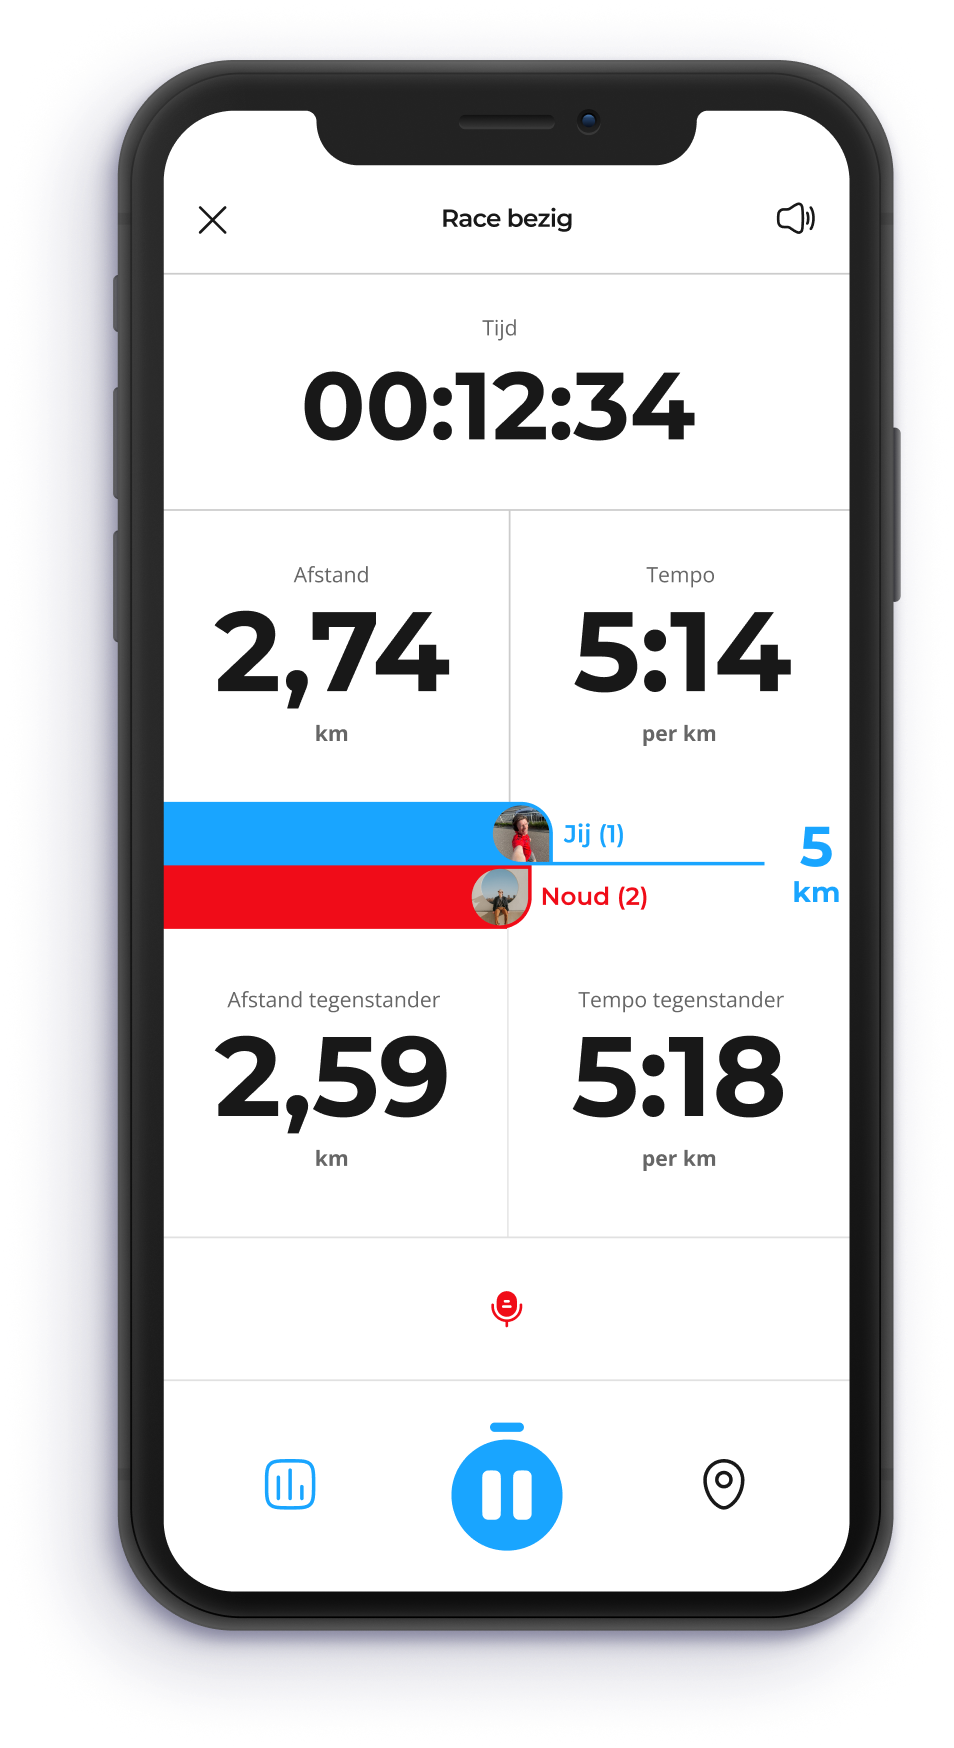 Race bezig
Tijd
00:12:34
Afstand
2,74
km
Tempo
5:14
per km
Jij (1)
Noud (2)
5
km
Afstand tegenstander
2,59
km
Tempo tegenstander
5:18
per km